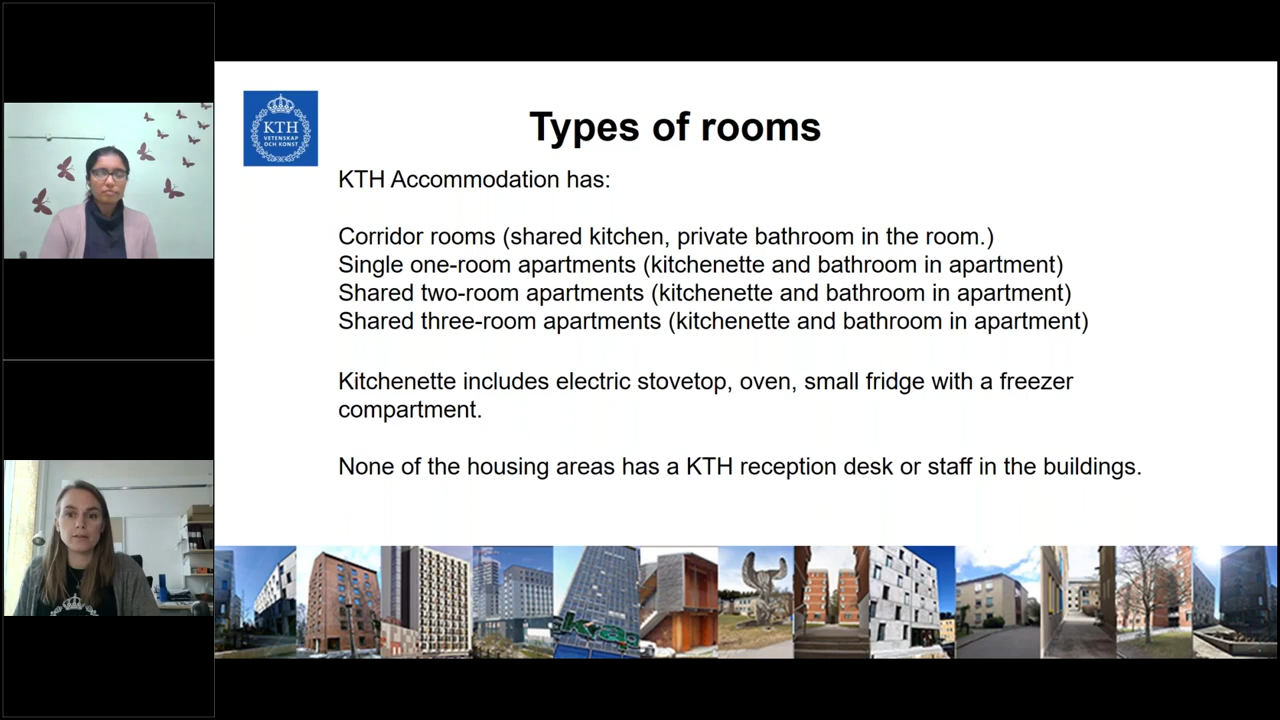 KTH
VETENSKAP
OCH KONST
Types of rooms
KTH Accommodation has:
Corridor rooms (shared kitchen, private bathroom in the room.)
Single one-room apartments (kitchenette and bathroom in apartment)
Shared two-room apartments (kitchenette and bathroom in apartment)
Shared three-room apartments (kitchenette and bathroom in apartment)
Kitchenette includes electric stovetop, oven, small fridge with a freezer
compartment.
None of the housing areas has a KTH reception desk or staff in the buildings.